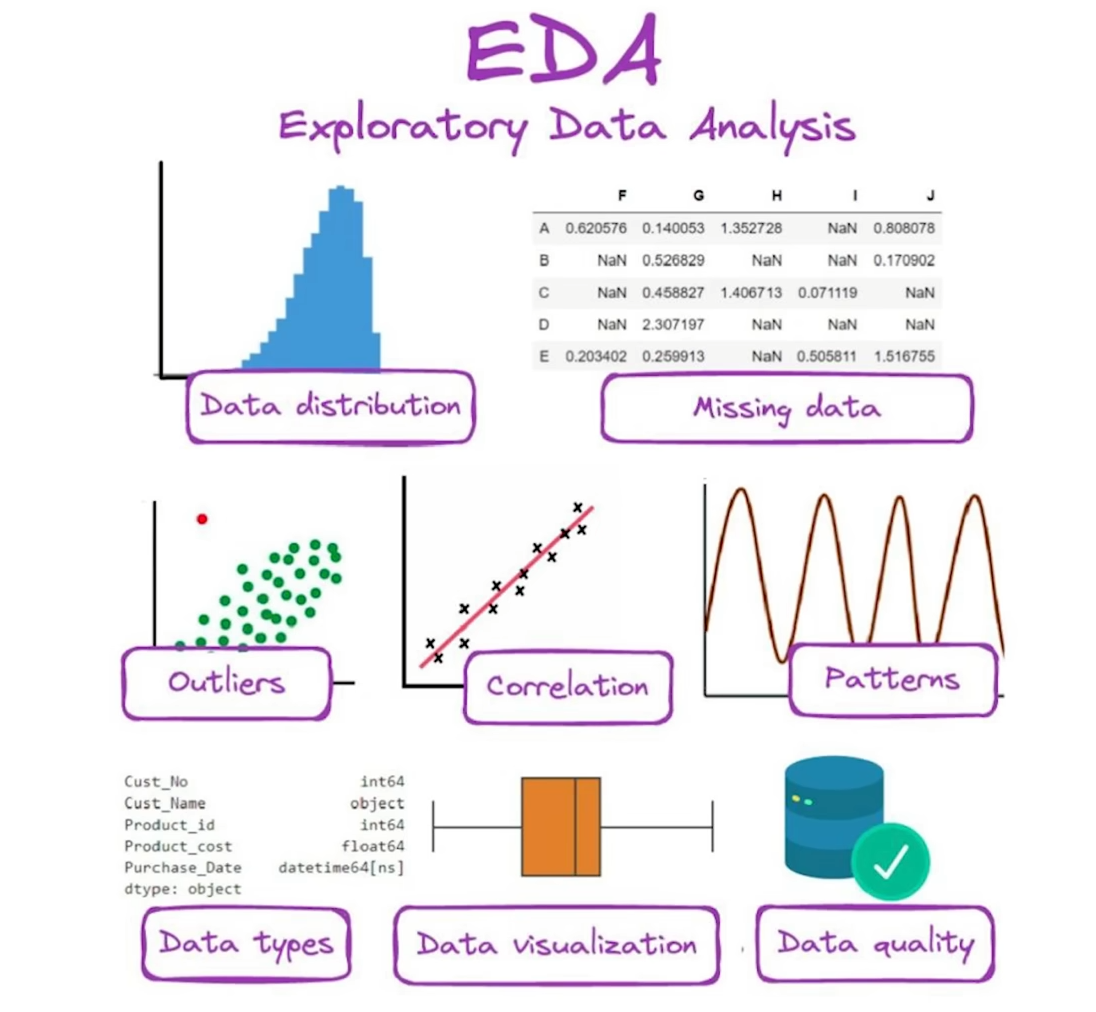 EDA
Exploratory Data Analysis
F G H I J
A 0.620576 0.140053 1.352728 NaN 0.808078
B NaN 0.526829 NaN NaN 0.170902
C NaN 0.458827 1.406713 0.071119 NaN
D NaN 2.307197 NaN NaN NaN
E 0.203402 0.259913 NaN 0.505811 1.516755
Data distribution
Missing data
Outliers
Correlation
Patterns
Cust_No int64
Cust_Name object
Product_id int64
Product_cost float64
Purchase_Date datetime64[ns]
dtype: object
Data types
Data visualization
Data quality